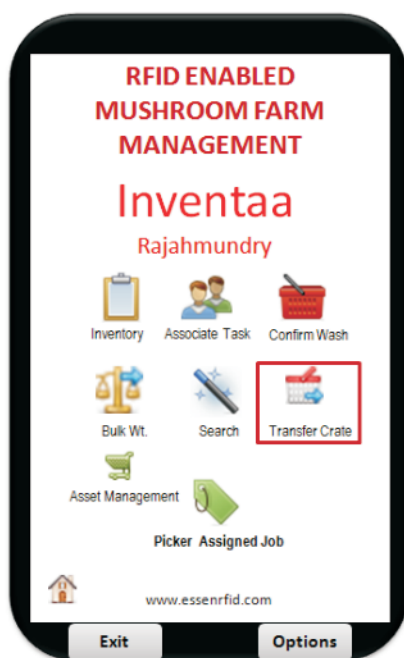 RFID ENABLED
MUSHROOM FARM
MANAGEMENT
Inventaa
Rajahmundry
Inventory Associate Task Confirm Wash
Bulk Wt. Search Transfer Crate
Asset Management
Picker Assigned Job
www.essenrfid.com
Exit Options